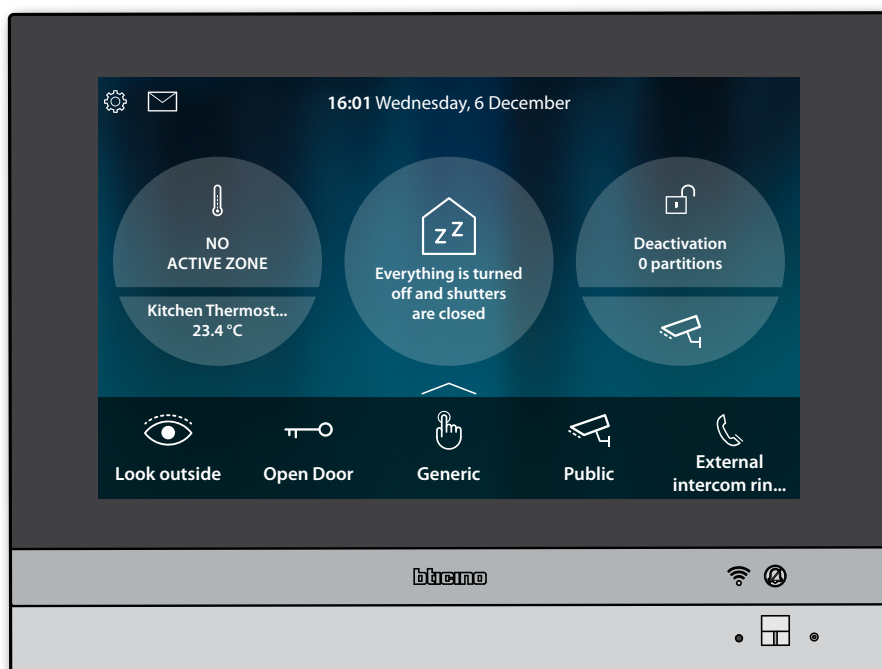 16:01 Wednesday, 6 December
NO
ACTIVE ZONE
Kitchen Thermost...
23.4 °C
z z
Everything is turned
off and shutters
are closed
Deactivation
0 partitions
Look outside
Open Door
Generic
Public
External
intercom rin...
bticino